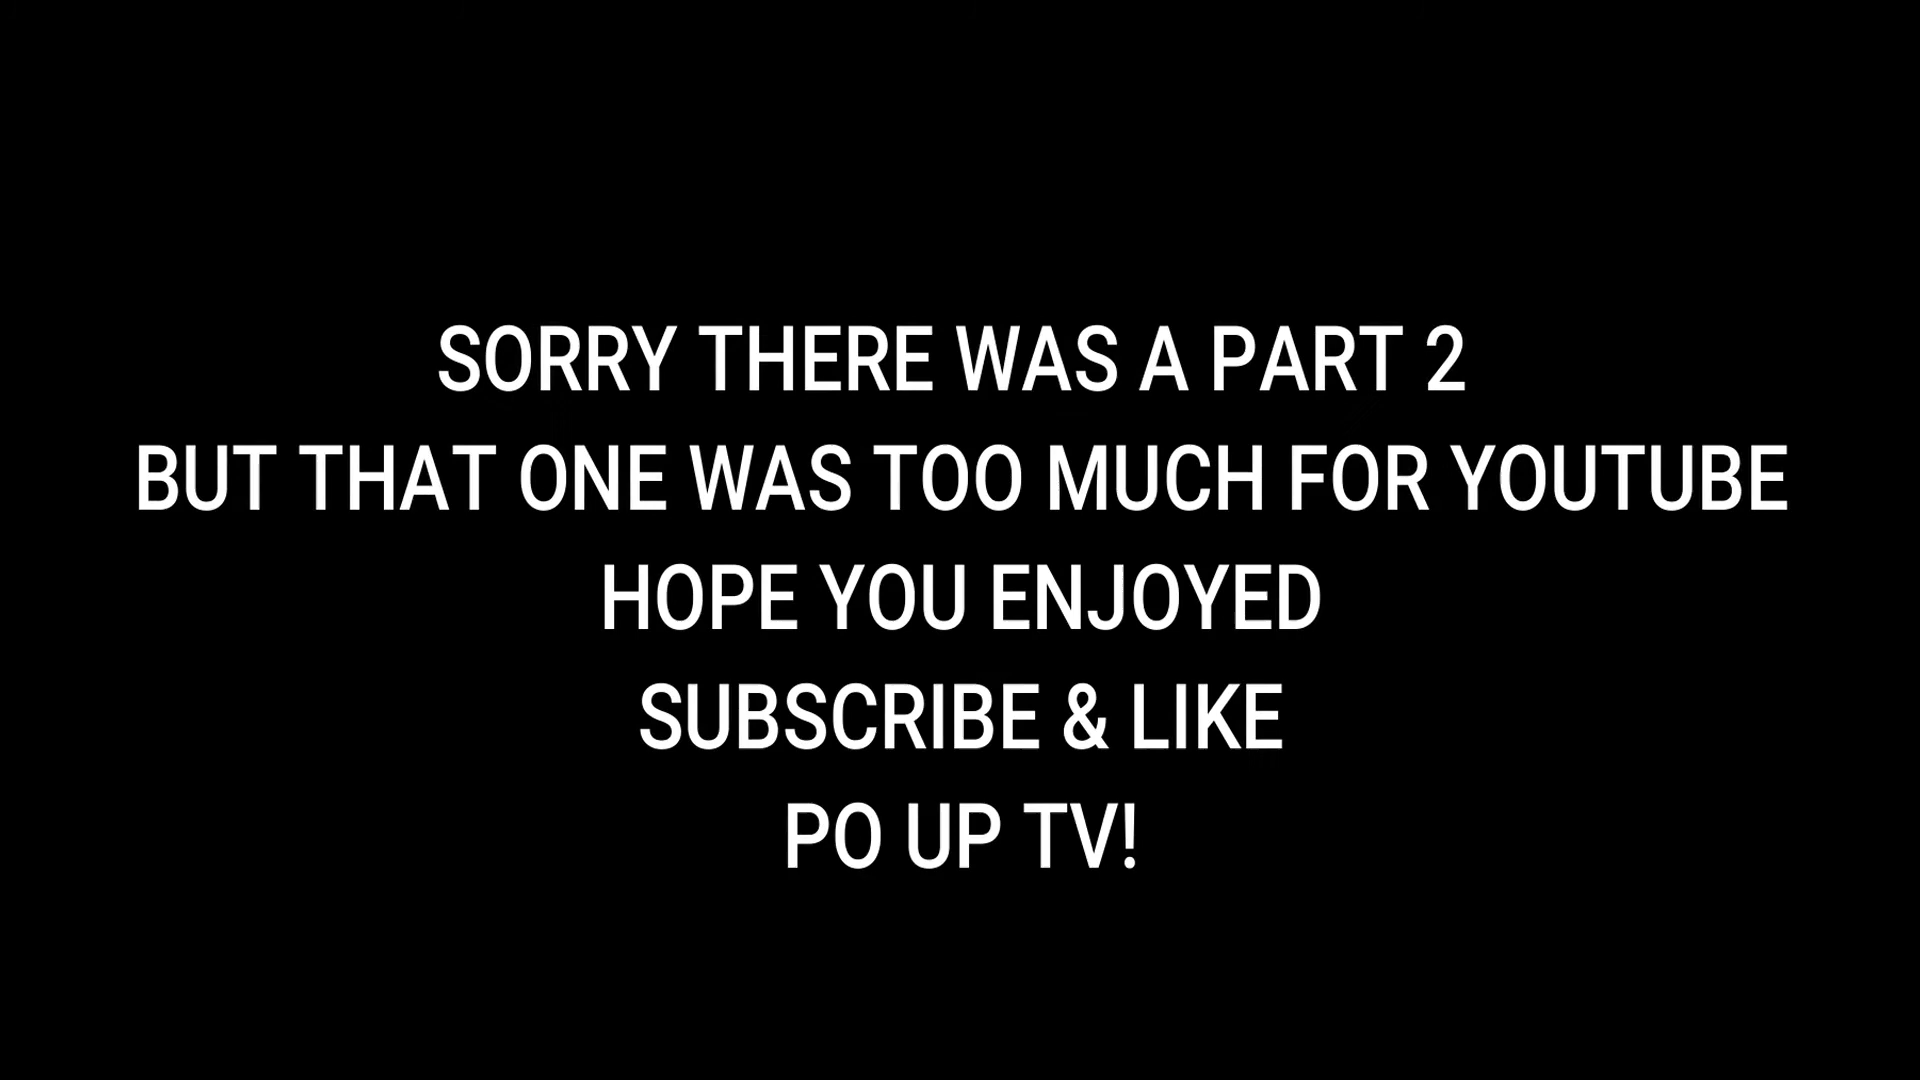 SORRY THERE WAS A PART 2
BUT THAT ONE WAS TOO MUCH FOR YOUTUBE
HOPE YOU ENJOYED
SUBSCRIBE & LIKE
PO UP TV!